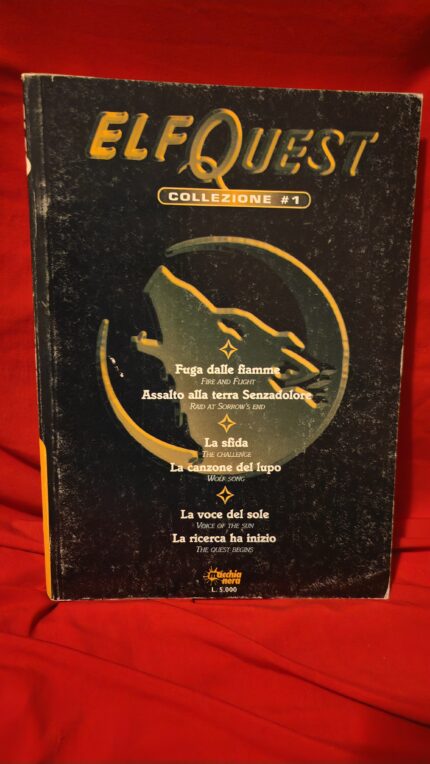 ELFQUEST
COLLEZIONE #1
Fuga dalle fiamme
FIRE AND FLIGHT
Assalto alla terra Senzadolore
RAID AT SORROW'S END
La sfida
THE CHALLENGE
La canzone del lupo
WOLF SONG
La voce del sole
VOICE OF THE SUN
La ricerca ha inizio
THE QUEST BEGINS
macchia
nera
L. 5.000